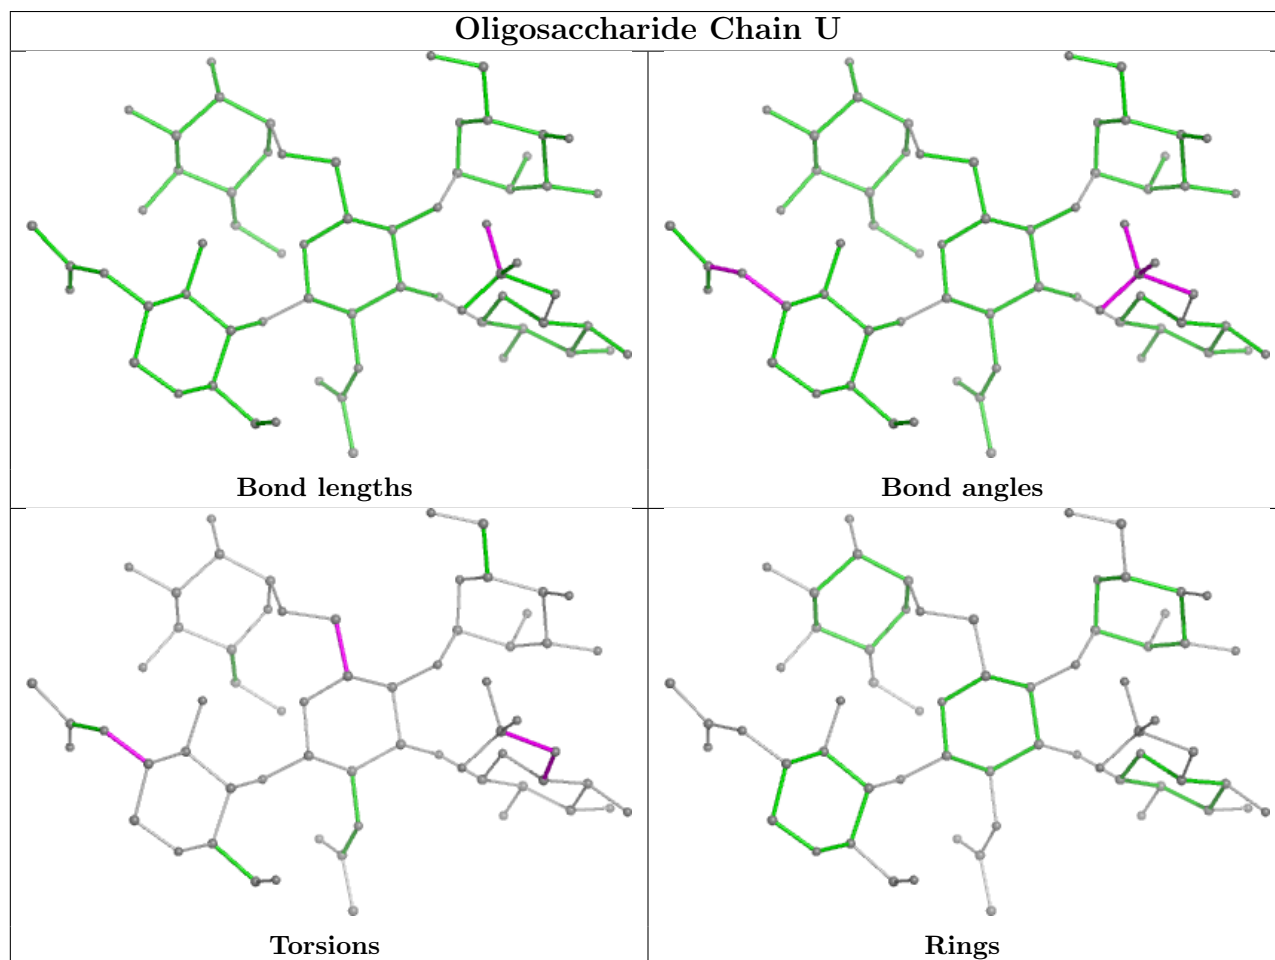 Oligosaccharide Chain U
Bond lengths
Bond angles
Torsions
Rings